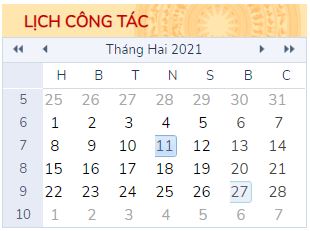 LỊCH CÔNG TÁC
Tháng Hai 2021
H B T N S B C
5 25 26 27 28 29 30 31
6 1 2 3 4 5 6 7
7 8 9 10 11 12 13 14
8 15 16 17 18 19 20 21
9 22 23 24 25 26 27 28
10 1 2 3 4 5 6 7